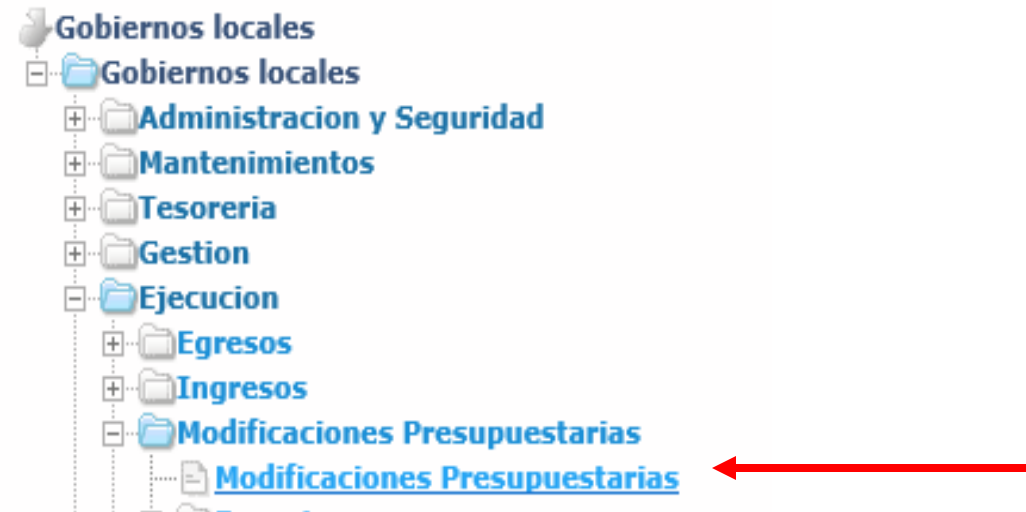 Gobiernos locales
Gobiernos locales
Administracion y Seguridad
Mantenimientos
Tesoreria
Gestion
Ejecucion
Egresos
Ingresos
Modificaciones Presupuestarias
Modificaciones Presupuestarias